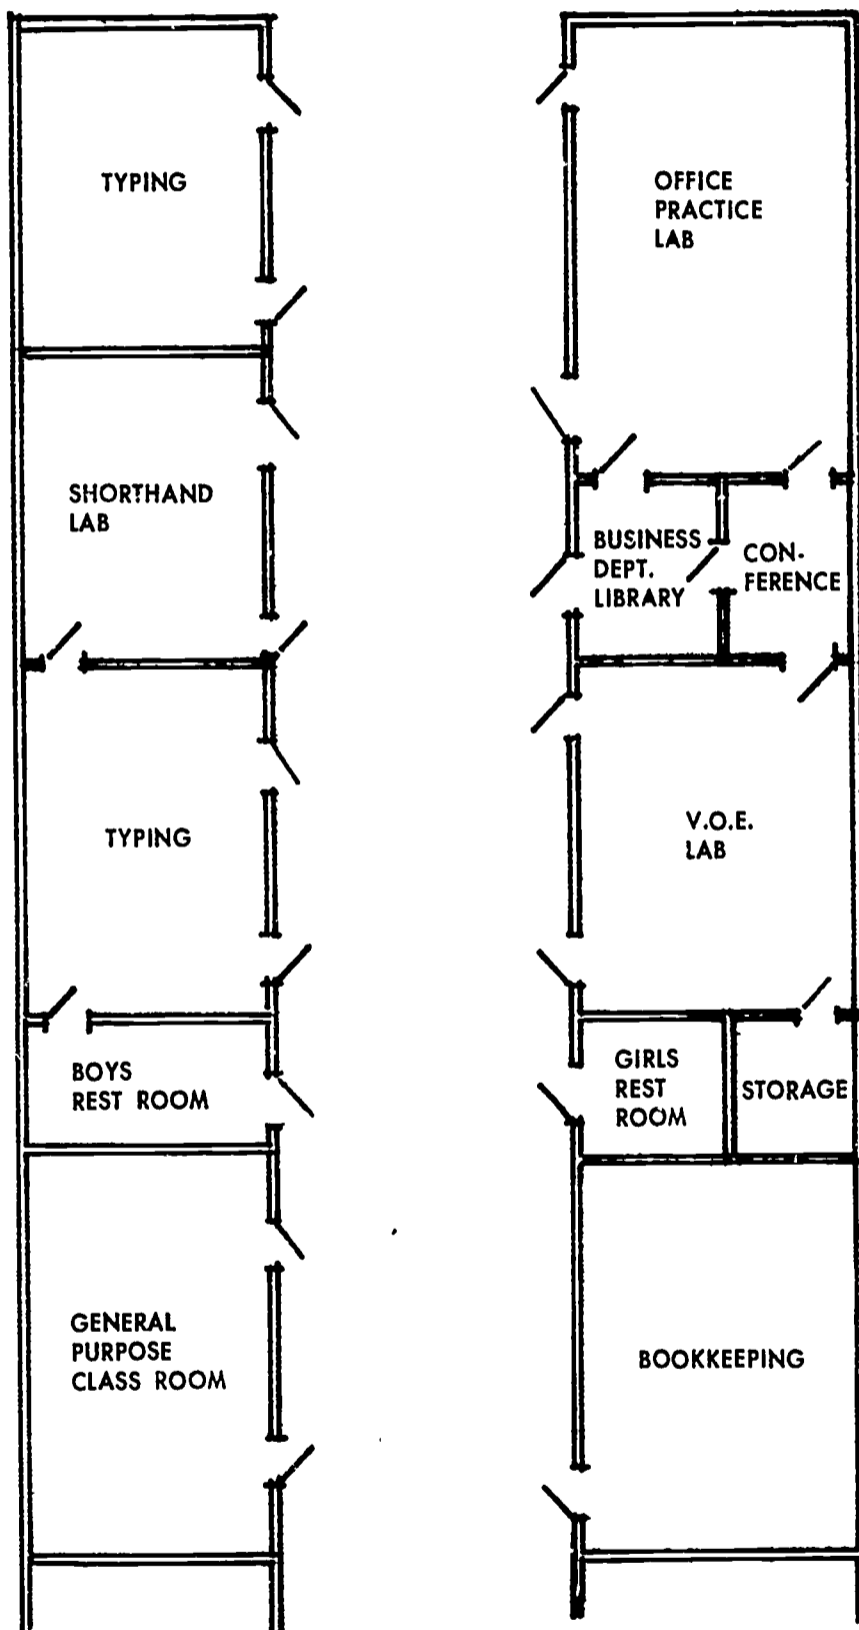 TYPING
OFFICE
PRACTICE
LAB
SHORTHAND
LAB
BUSINESS
DEPT.
LIBRARY
CON-
FERENCE
TYPING
V.O.E.
LAB
BOYS
REST ROOM
GIRLS
REST
ROOM
STORAGE
GENERAL
PURPOSE
CLASS ROOM
BOOKKEEPING